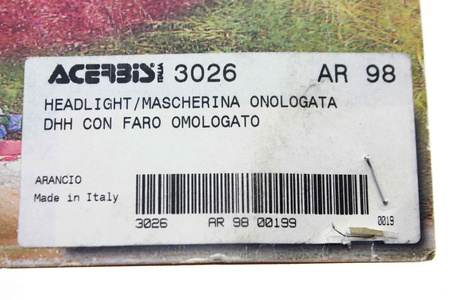 ACERBIS ITALIA 3026 AR 98
HEADLIGHT/MASCHERINA ONOLOGATA
DHH CON FARO OMOLOGATO
ARANCIO
Made in Italy
3026 AR 98 00199 0019